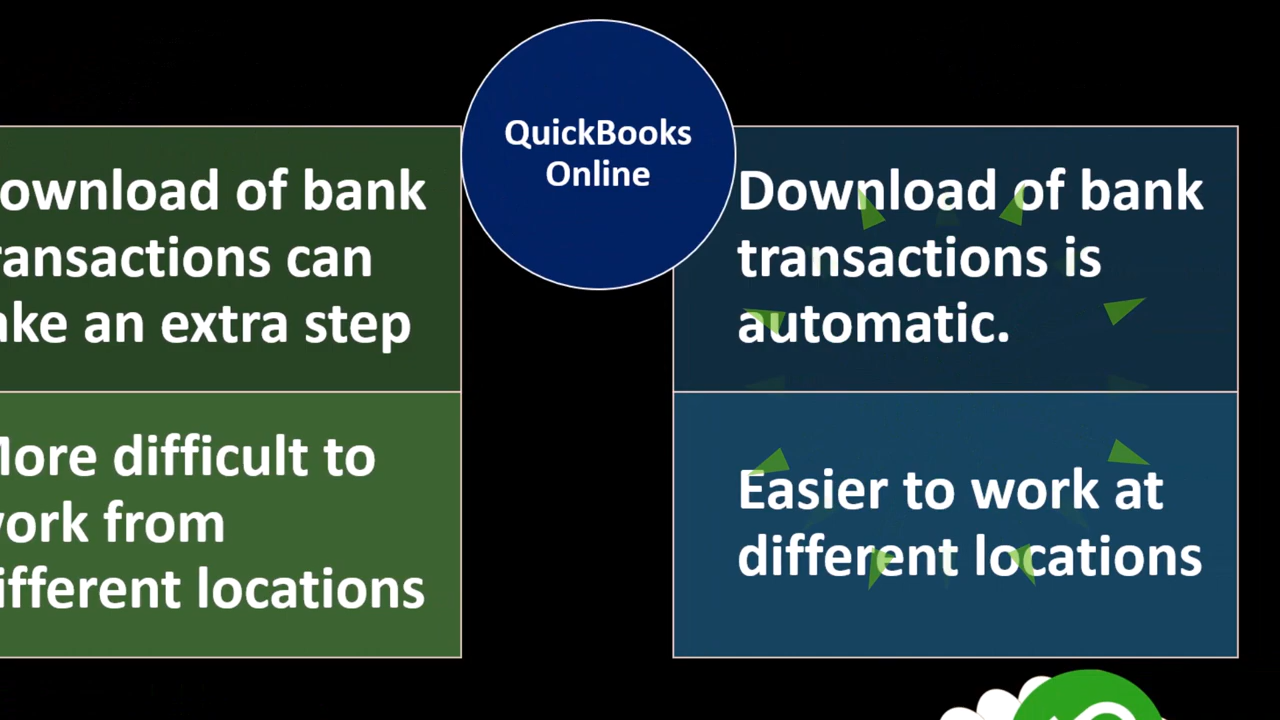 QuickBooks
Online
ownload of bank
ransactions can
ake an extra step
ore difficult to
ork from
ifferent locations
Download of bank
transactions is
automatic.
Easier to work at
different locations